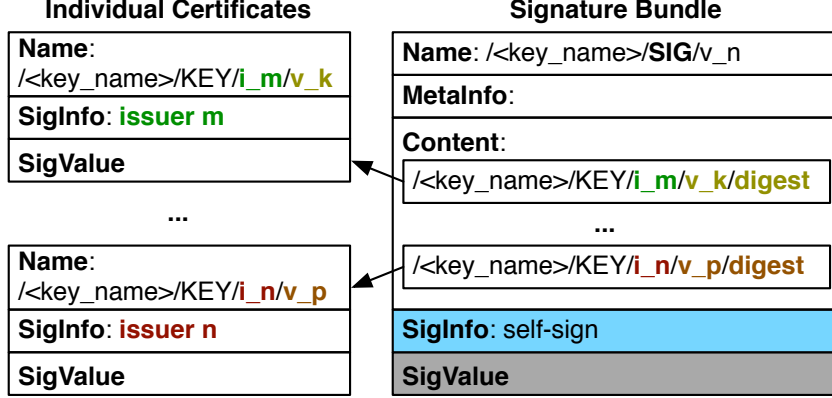 Individual Certificates
Name:
/<key_name>/KEY/i_m/v_k
SigInfo: issuer m
SigValue
...
Name:
/<key_name>/KEY/i_n/v_p
SigInfo: issuer n
SigValue
Signature Bundle
Name: /<key_name>/SIG/v_n
MetaInfo:
Content:
/<key_name>/KEY/i_m/v_k/digest
...
/<key_name>/KEY/i_n/v_p/digest
SigInfo: self-sign
SigValue